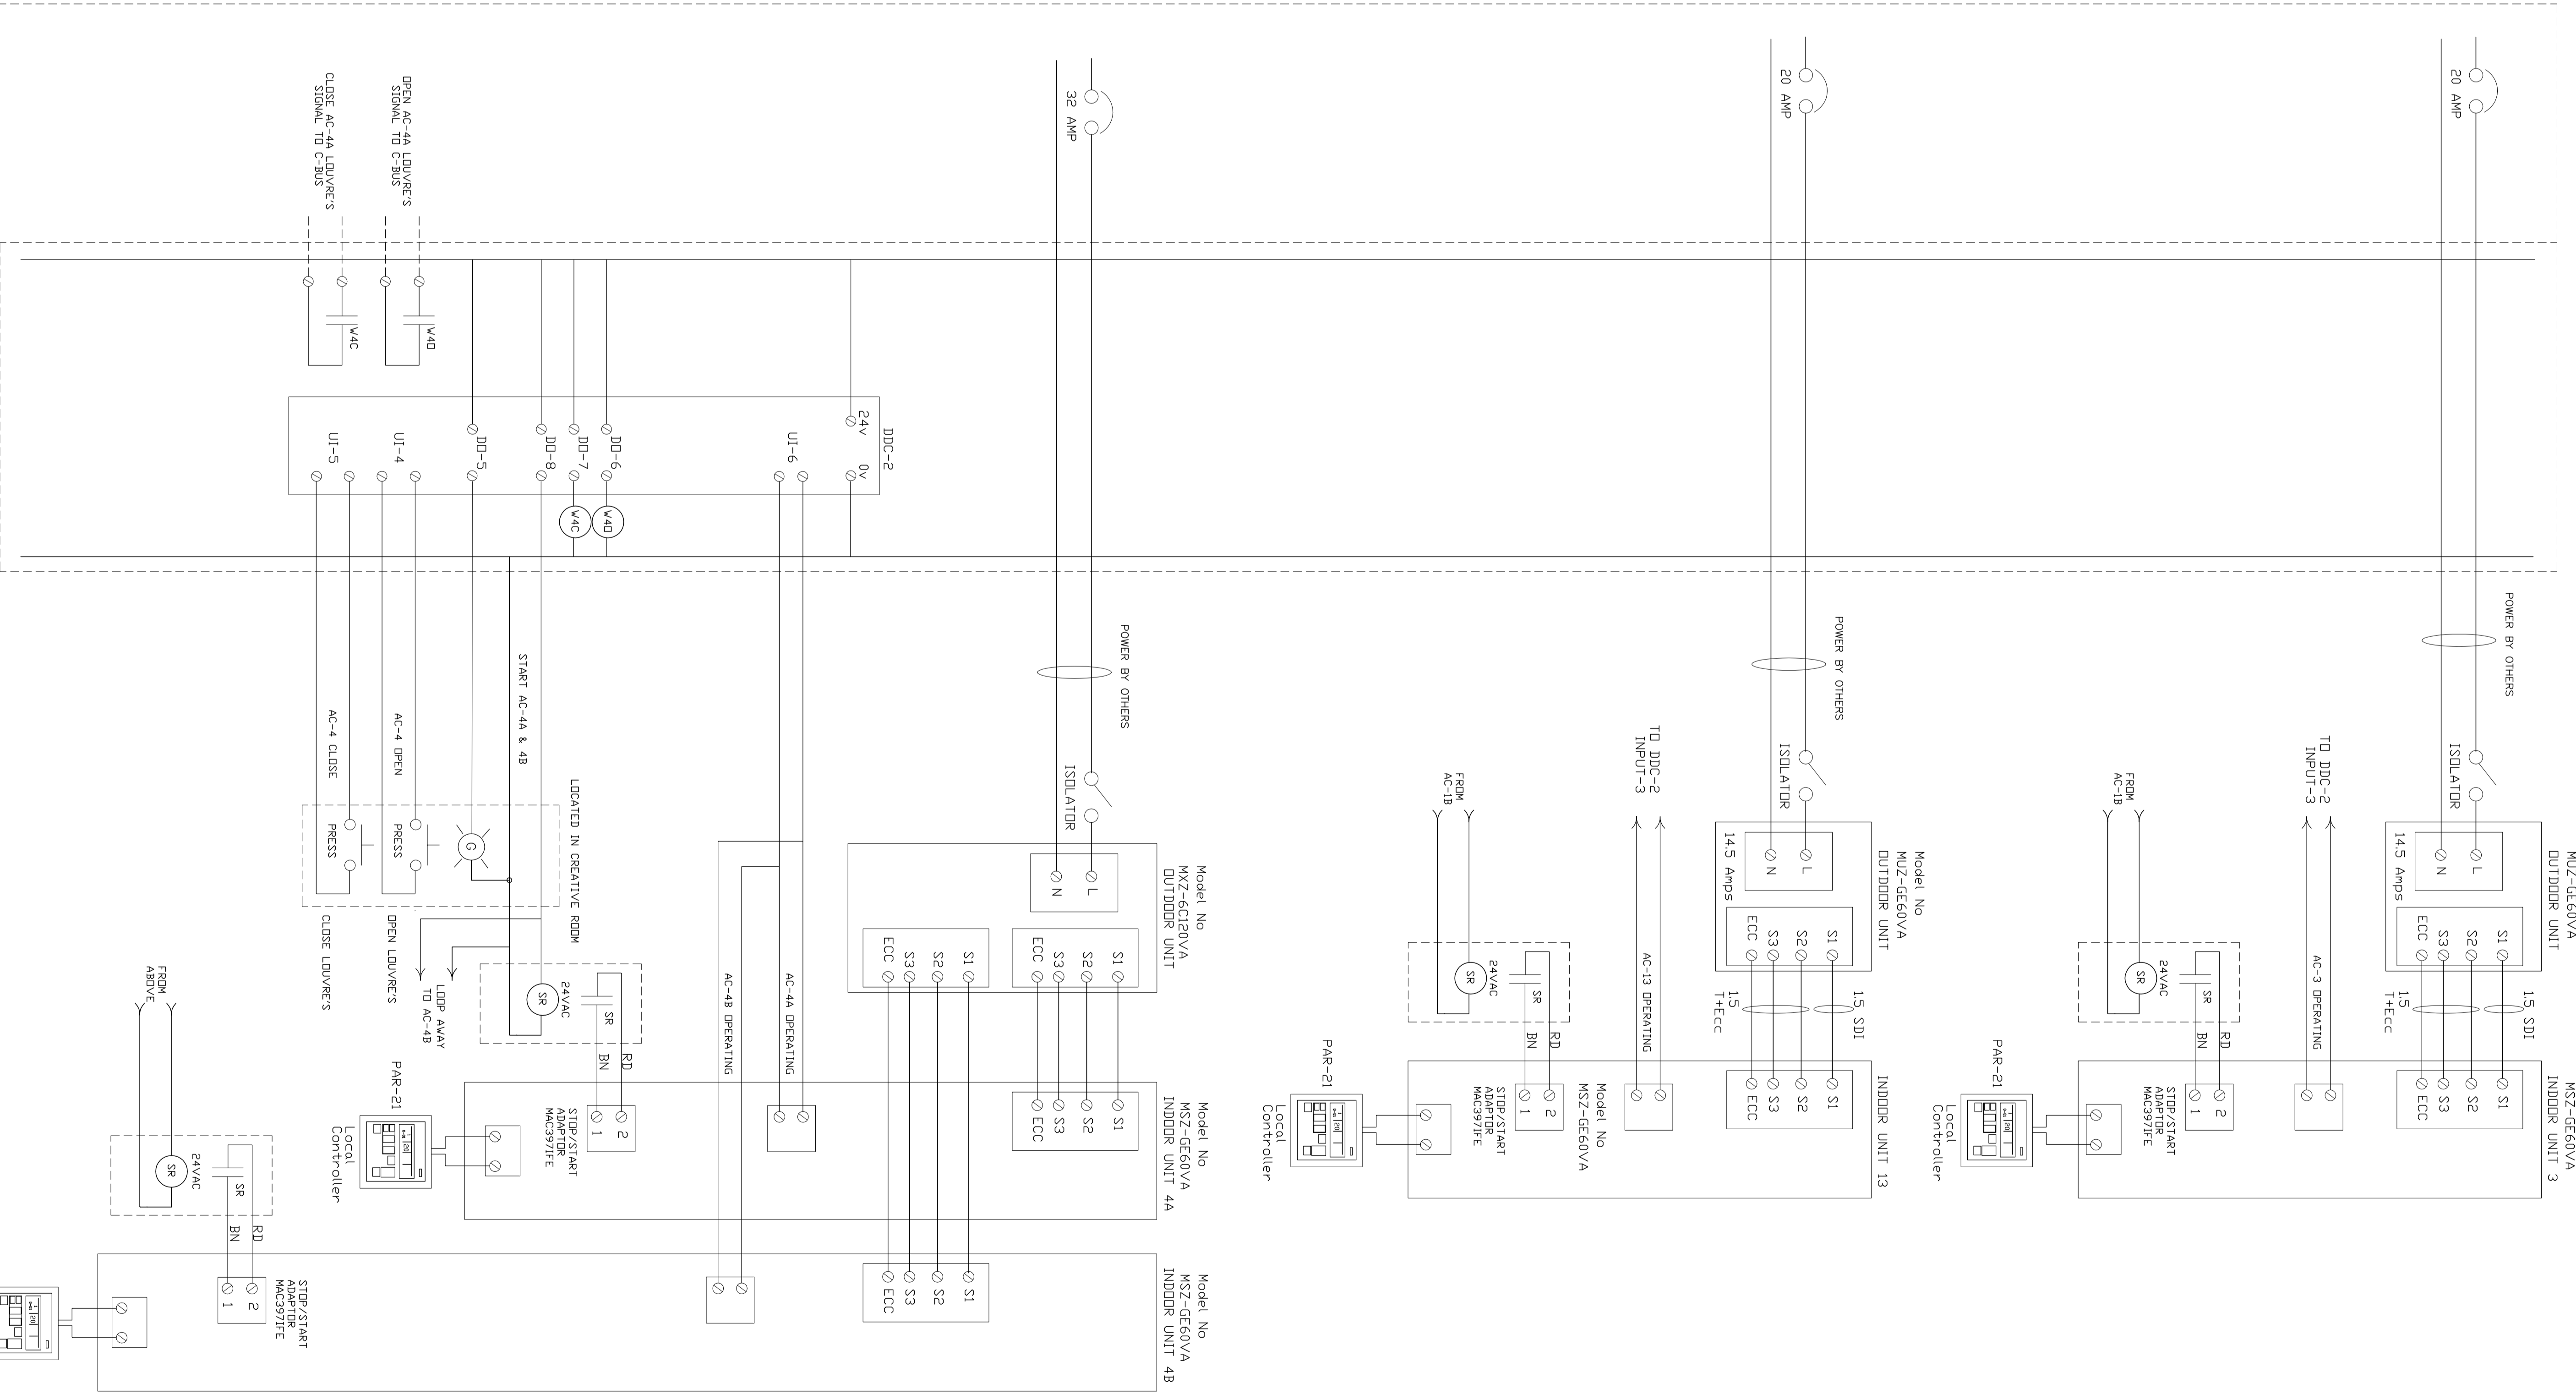 20 AMP
POWER BY OTHERS
ISOLATOR
MUZ-GE60VA
OUTDOOR UNIT
L
N
14.5 Amps
S1
S2
S3
ECC
1.5 SDI
1.5
T+Ecc
MSZ-GE60VA
INDOOR UNIT 3
S1
S2
S3
ECC
TO DDC-2
INPUT-3
AC-3 OPERATING
FROM
AC-1B
24VAC
SR
SR
RD
BN
2
1
STOP/START
ADAPTOR
MAC397IFE
PAR-21
Local
Controller
20 AMP
POWER BY OTHERS
ISOLATOR
Model No
MUZ-GE60VA
OUTDOOR UNIT
L
N
14.5 Amps
S1
S2
S3
ECC
1.5 SDI
1.5
T+Ecc
INDOOR UNIT 13
S1
S2
S3
ECC
TO DDC-2
INPUT-3
AC-13 OPERATING
Model No
MSZ-GE60VA
FROM
AC-1B
24VAC
SR
SR
RD
BN
2
1
STOP/START
ADAPTOR
MAC397IFE
PAR-21
Local
Controller
32 AMP
POWER BY OTHERS
ISOLATOR
Model No
MXZ-6C120VA
OUTDOOR UNIT
L
N
S1
S2
S3
ECC
S1
S2
S3
ECC
Model No
MSZ-GE60VA
INDOOR UNIT 4A
S1
S2
S3
ECC
Model No
MSZ-GE60VA
INDOOR UNIT 4B
S1
S2
S3
ECC
DDC-2
24v
0v
UI-6
AC-4A OPERATING
AC-4B OPERATING
DO-6
DO-7
DO-8
DO-5
UI-4
UI-5
W4O
W4C
OPEN AC-4A LOUVRE'S
SIGNAL TO C-BUS
W4O
CLOSE AC-4A LOUVRE'S
SIGNAL TO C-BUS
W4C
START AC-4A & 4B
AC-4 OPEN
AC-4 CLOSE
LOCATED IN CREATIVE ROOM
G
PRESS
PRESS
OPEN LOUVRE'S
CLOSE LOUVRE'S
LOOP AWAY
TO AC-4B
24VAC
SR
SR
RD
BN
2
1
STOP/START
ADAPTOR
MAC397IFE
PAR-21
Local
Controller
FROM
ABOVE
24VAC
SR
SR
RD
BN
2
1
STOP/START
ADAPTOR
MAC397IFE